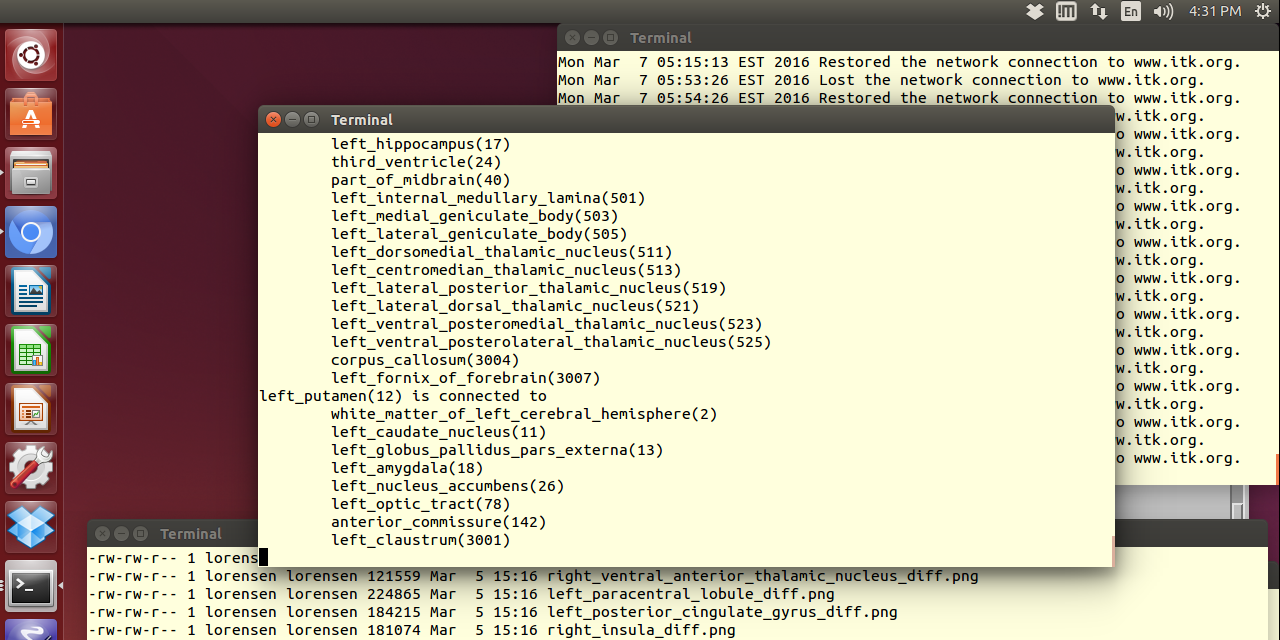 En 4:31 PM
Terminal
Mon Mar  7 05:15:13 EST 2016 Restored the network connection to www.itk.org.
Mon Mar  7 05:53:26 EST 2016 Lost the network connection to www.itk.org.
Mon Mar  7 05:54:26 EST 2016 Restored the network connection to www.itk.org.
w.itk.org.
o www.itk.org.
w.itk.org.
o www.itk.org.
w.itk.org.
o www.itk.org.
w.itk.org.
o www.itk.org.
w.itk.org.
o www.itk.org.
w.itk.org.
o www.itk.org.
w.itk.org.
o www.itk.org.
w.itk.org.
o www.itk.org.
w.itk.org.
o www.itk.org.
w.itk.org.
o www.itk.org.
Terminal
left_hippocampus(17)
third_ventricle(24)
part_of_midbrain(40)
left_internal_medullary_lamina(501)
left_medial_geniculate_body(503)
left_lateral_geniculate_body(505)
left_dorsomedial_thalamic_nucleus(511)
left_centromedian_thalamic_nucleus(513)
left_lateral_posterior_thalamic_nucleus(519)
left_lateral_dorsal_thalamic_nucleus(521)
left_ventral_posteromedial_thalamic_nucleus(523)
left_ventral_posterolateral_thalamic_nucleus(525)
corpus_callosum(3004)
left_fornix_of_forebrain(3007)
left_putamen(12) is connected to
white_matter_of_left_cerebral_hemisphere(2)
left_caudate_nucleus(11)
left_globus_pallidus_pars_externa(13)
left_amygdala(18)
left_nucleus_accumbens(26)
left_optic_tract(78)
anterior_commissure(142)
left_claustrum(3001)
Terminal
-rw-rw-r-- 1 lorens
-rw-rw-r-- 1 lorensen lorensen 121559 Mar  5 15:16 right_ventral_anterior_thalamic_nucleus_diff.png
-rw-rw-r-- 1 lorensen lorensen 224865 Mar  5 15:16 left_paracentral_lobule_diff.png
-rw-rw-r-- 1 lorensen lorensen 184215 Mar  5 15:16 left_posterior_cingulate_gyrus_diff.png
-rw-rw-r-- 1 lorensen lorensen 181074 Mar  5 15:16 right_insula_diff.png